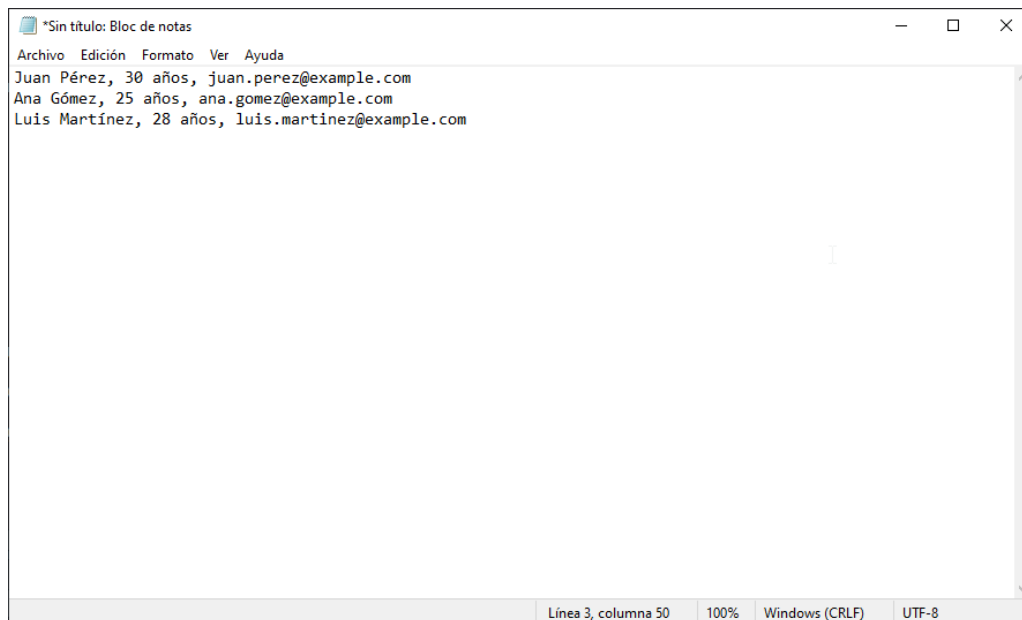 *Sin título: Bloc de notas
Archivo Edición Formato Ver Ayuda
Juan Pérez, 30 años, juan.perez@example.com
Ana Gómez, 25 años, ana.gomez@example.com
Luis Martínez, 28 años, luis.martinez@example.com
Línea 3, columna 50 100% Windows (CRLF) UTF-8